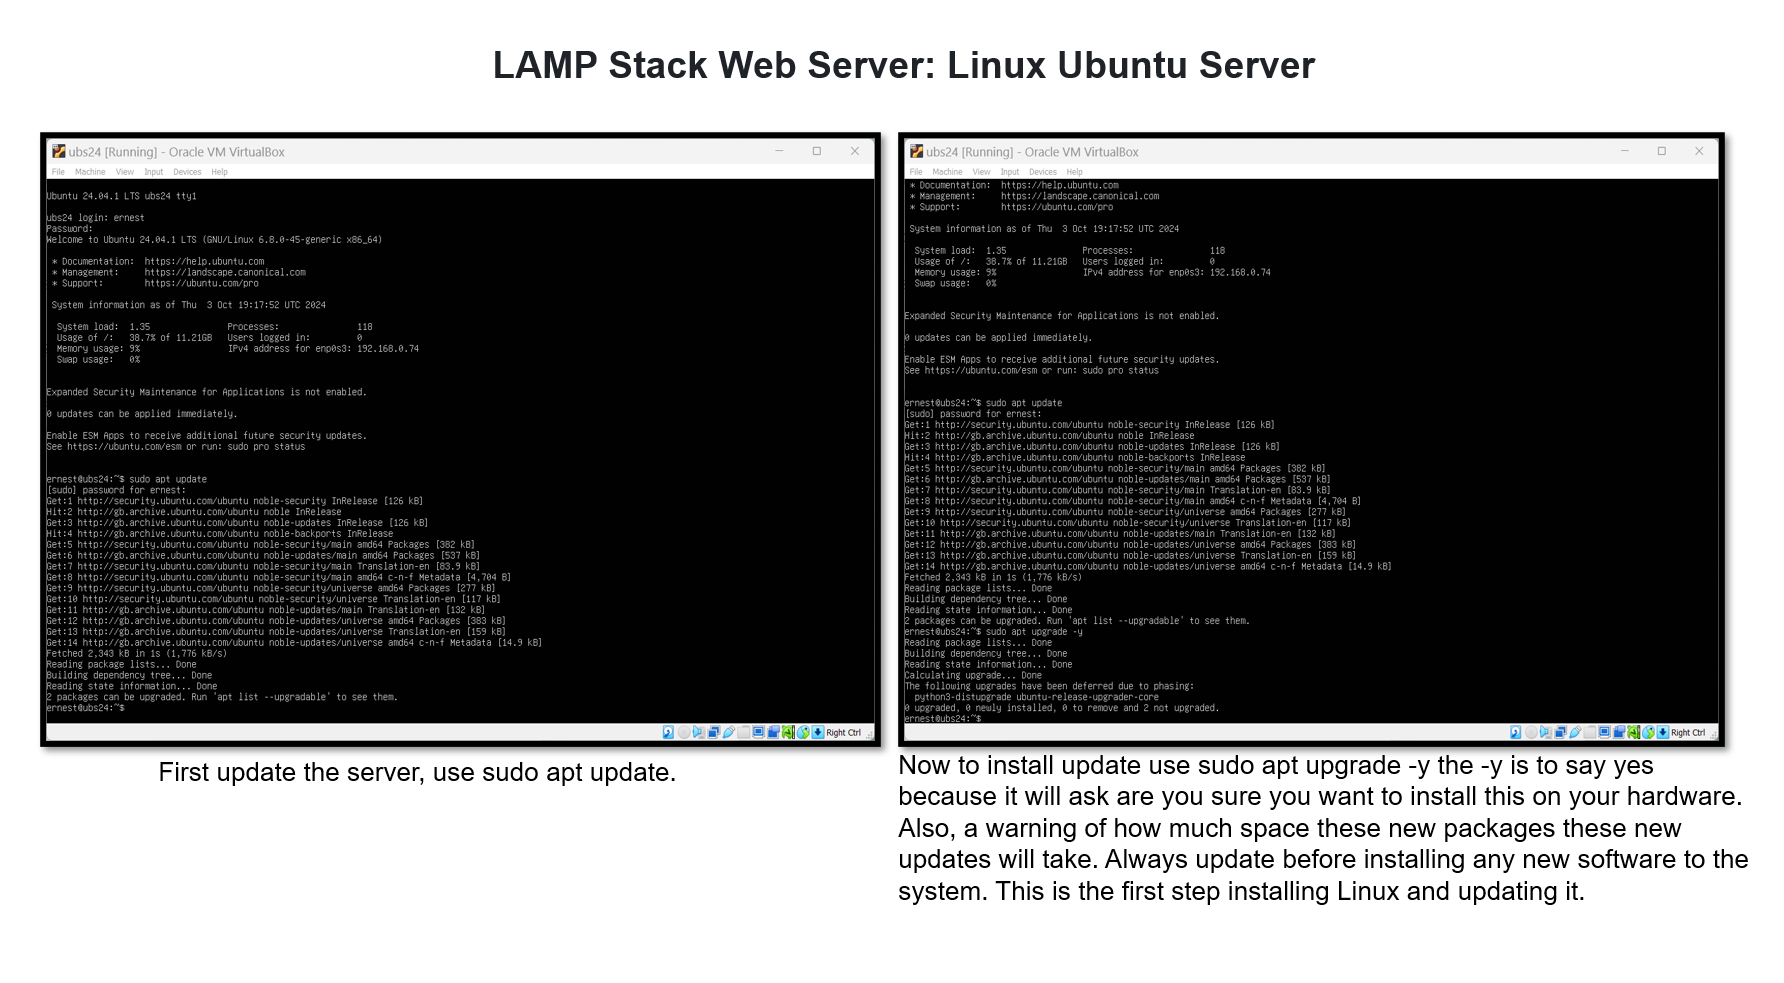 LAMP Stack Web Server: Linux Ubuntu Server
ubs24 [Running] - Oracle VM VirtualBox
File Machine View Input Devices Help
Ubuntu 24.04.1 LTS ubs24 tty1
ubs24 login: ernest
Password:
Welcome to Ubuntu 24.04.1 LTS (GNU/Linux 6.8.0-45-generic x86_64)
* Documentation: https://help.ubuntu.com
* Management: https://landscape.canonical.com
* Support: https://ubuntu.com/pro
System information as of Thu 3 Oct 19:17:52 UTC 2024
System load: 1.35 Processes: 118
Usage of /: 38.7% of 11.21GB Users logged in: 0
Memory usage: 9% IPv4 address for enp0s3: 192.168.0.74
Swap usage: 0%
Expanded Security Maintenance for Applications is not enabled.
0 updates can be applied immediately.
Enable ESM Apps to receive additional future security updates.
See https://ubuntu.com/esm or run: sudo pro status
ernest@ubs24:~$ sudo apt update
[sudo] password for ernest:
Get:1 http://security.ubuntu.com/ubuntu noble-security InRelease [126 kB]
Hit:2 http://gb.archive.ubuntu.com/ubuntu noble InRelease
Get:3 http://gb.archive.ubuntu.com/ubuntu noble-updates InRelease [126 kB]
Hit:4 http://gb.archive.ubuntu.com/ubuntu noble-backports InRelease
Get:5 http://security.ubuntu.com/ubuntu noble-security/main amd64 Packages [382 kB]
Get:6 http://gb.archive.ubuntu.com/ubuntu noble-updates/main amd64 Packages [537 kB]
Get:7 http://security.ubuntu.com/ubuntu noble-security/main Translation-en [83.9 kB]
Get:8 http://security.ubuntu.com/ubuntu noble-security/main amd64 c-n-f Metadata [4,704 B]
Get:9 http://security.ubuntu.com/ubuntu noble-security/universe amd64 Packages [277 kB]
Get:10 http://security.ubuntu.com/ubuntu noble-security/universe Translation-en [117 kB]
Get:11 http://gb.archive.ubuntu.com/ubuntu noble-updates/main Translation-en [132 kB]
Get:12 http://gb.archive.ubuntu.com/ubuntu noble-updates/universe amd64 Packages [383 kB]
Get:13 http://gb.archive.ubuntu.com/ubuntu noble-updates/universe Translation-en [159 kB]
Get:14 http://gb.archive.ubuntu.com/ubuntu noble-updates/universe amd64 c-n-f Metadata [14.9 kB]
Fetched 2,343 kB in 1s (1,776 kB/s)
Reading package lists... Done
Building dependency tree... Done
Reading state information... Done
2 packages can be upgraded. Run 'apt list --upgradable' to see them.
ernest@ubs24:~$
Right Ctrl
First update the server, use sudo apt update.
ubs24 [Running] - Oracle VM VirtualBox
File Machine View Input Devices Help
* Documentation: https://help.ubuntu.com
* Management: https://landscape.canonical.com
* Support: https://ubuntu.com/pro
System information as of Thu 3 Oct 19:17:52 UTC 2024
System load: 1.35 Processes: 118
Usage of /: 38.7% of 11.21GB Users logged in: 0
Memory usage: 9% IPv4 address for enp0s3: 192.168.0.74
Swap usage: 0%
Expanded Security Maintenance for Applications is not enabled.
0 updates can be applied immediately.
Enable ESM Apps to receive additional future security updates.
See https://ubuntu.com/esm or run: sudo pro status
ernest@ubs24:~$ sudo apt update
[sudo] password for ernest:
Get:1 http://security.ubuntu.com/ubuntu noble-security InRelease [126 kB]
Hit:2 http://gb.archive.ubuntu.com/ubuntu noble InRelease
Get:3 http://gb.archive.ubuntu.com/ubuntu noble-updates InRelease [126 kB]
Hit:4 http://gb.archive.ubuntu.com/ubuntu noble-backports InRelease
Get:5 http://security.ubuntu.com/ubuntu noble-security/main amd64 Packages [382 kB]
Get:6 http://gb.archive.ubuntu.com/ubuntu noble-updates/main amd64 Packages [537 kB]
Get:7 http://security.ubuntu.com/ubuntu noble-security/main Translation-en [83.9 kB]
Get:8 http://security.ubuntu.com/ubuntu noble-security/main amd64 c-n-f Metadata [4,704 B]
Get:9 http://security.ubuntu.com/ubuntu noble-security/universe amd64 Packages [277 kB]
Get:10 http://security.ubuntu.com/ubuntu noble-security/universe Translation-en [117 kB]
Get:11 http://gb.archive.ubuntu.com/ubuntu noble-updates/main Translation-en [132 kB]
Get:12 http://gb.archive.ubuntu.com/ubuntu noble-updates/universe amd64 Packages [383 kB]
Get:13 http://gb.archive.ubuntu.com/ubuntu noble-updates/universe Translation-en [159 kB]
Get:14 http://gb.archive.ubuntu.com/ubuntu noble-updates/universe amd64 c-n-f Metadata [14.9 kB]
Fetched 2,343 kB in 1s (1,776 kB/s)
Reading package lists... Done
Building dependency tree... Done
Reading state information... Done
2 packages can be upgraded. Run 'apt list --upgradable' to see them.
ernest@ubs24:~$ sudo apt upgrade -y
Reading package lists... Done
Building dependency tree... Done
Reading state information... Done
Calculating upgrade... Done
The following upgrades have been deferred due to phasing:
python3-distupgrade ubuntu-release-upgrader-core
0 upgraded, 0 newly installed, 0 to remove and 2 not upgraded.
ernest@ubs24:~$
Right Ctrl
Now to install update use sudo apt upgrade -y the -y is to say yes
because it will ask are you sure you want to install this on your hardware.
Also, a warning of how much space these new packages these new
updates will take. Always update before installing any new software to the
system. This is the first step installing Linux and updating it.